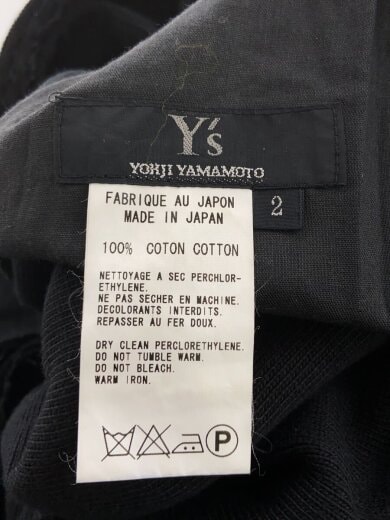 Y's
YOHJI YAMAMOTO
2
FABRIQUE AU JAPON
MADE IN JAPAN
100% COTON COTTON
NETTOYAGE A SEC PERCHLOR-
ETHYLENE.
NE PAS SECHER EN MACHINE.
DECOLORANTS INTERDITS.
REPASSER AU FER DOUX.
DRY CLEAN PERCLORETHYLENE.
DO NOT TUMBLE WARM.
DO NOT BLEACH.
WARM IRON.
P